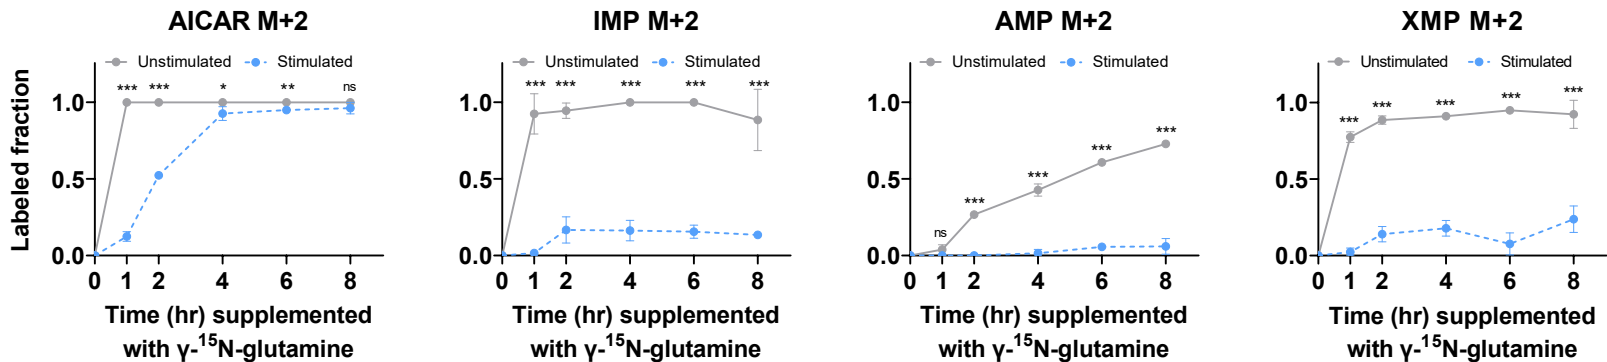 AICAR M+2
Unstimulated Stimulated
*** *** * ** ns
1.0
0.5
0.0
0 1 2 4 6 8
Labeled fraction
Time (hr) supplemented
with γ-¹⁵N-glutamine
IMP M+2
Unstimulated Stimulated
*** *** *** *** ***
1.0
0.5
0.0
0 1 2 4 6 8
Time (hr) supplemented
with γ-¹⁵N-glutamine
AMP M+2
Unstimulated Stimulated
ns *** *** *** ***
1.0
0.5
0.0
0 1 2 4 6 8
Time (hr) supplemented
with γ-¹⁵N-glutamine
XMP M+2
Unstimulated Stimulated
*** *** *** *** ***
1.0
0.5
0.0
0 1 2 4 6 8
Time (hr) supplemented
with γ-¹⁵N-glutamine